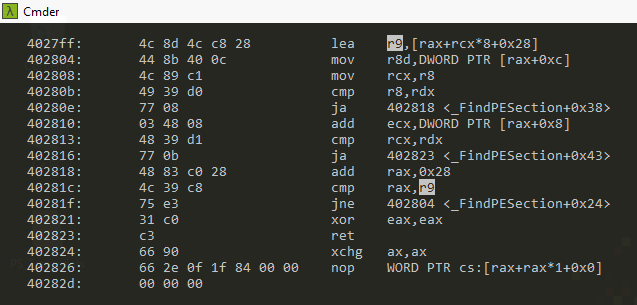 λ Cmder
4027ff: 4c 8d 4c c8 28 lea r9,[rax+rcx*8+0x28]
402804: 44 8b 40 0c mov r8d,DWORD PTR [rax+0xc]
402808: 4c 89 c1 mov rcx,r8
40280b: 49 39 d0 cmp r8,rdx
40280e: 77 08 ja 402818 <_FindPESection+0x38>
402810: 03 48 08 add ecx,DWORD PTR [rax+0x8]
402813: 48 39 d1 cmp rcx,rdx
402816: 77 0b ja 402823 <_FindPESection+0x43>
402818: 48 83 c0 28 add rax,0x28
40281c: 4c 39 c8 cmp rax,r9
40281f: 75 e3 jne 402804 <_FindPESection+0x24>
402821: 31 c0 xor eax,eax
402823: c3 ret
402824: 66 90 xchg ax,ax
402826: 66 2e 0f 1f 84 00 00 nop WORD PTR cs:[rax+rax*1+0x0]
40282d: 00 00 00